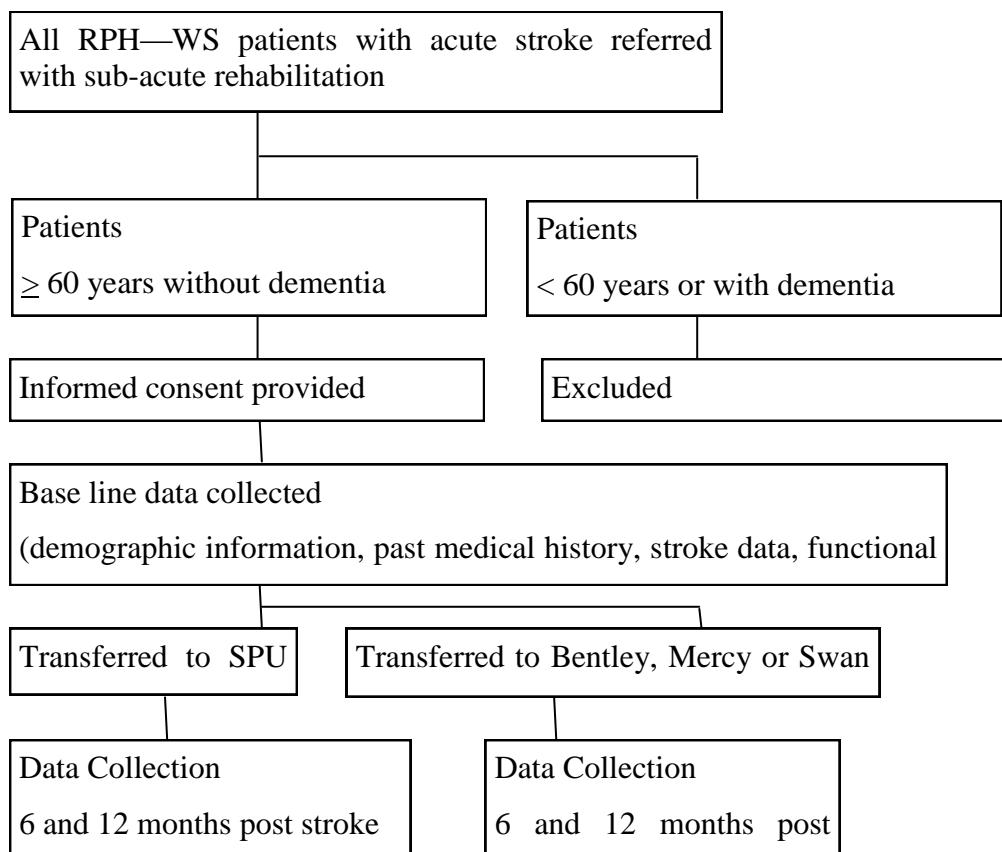 All RPH—WS patients with acute stroke referred
with sub-acute rehabilitation
Patients
≥ 60 years without dementia
Patients
< 60 years or with dementia
Informed consent provided
Excluded
Base line data collected
(demographic information, past medical history, stroke data, functional
Transferred to SPU
Transferred to Bentley, Mercy or Swan
Data Collection
6 and 12 months post stroke
Data Collection
6 and 12 months post